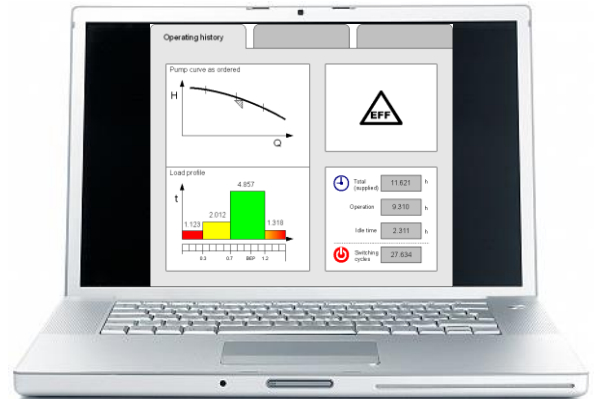 Operating history
Pump curve as ordered
H
Q
EFF
Load profile
t
1.123
2.012
4.857
1.318
0.3
0.7
BEP
1.2
Total
(supplied)
11.621
h
Operation
9.310
h
Idle time
2.311
h
Switching
cycles
27.634